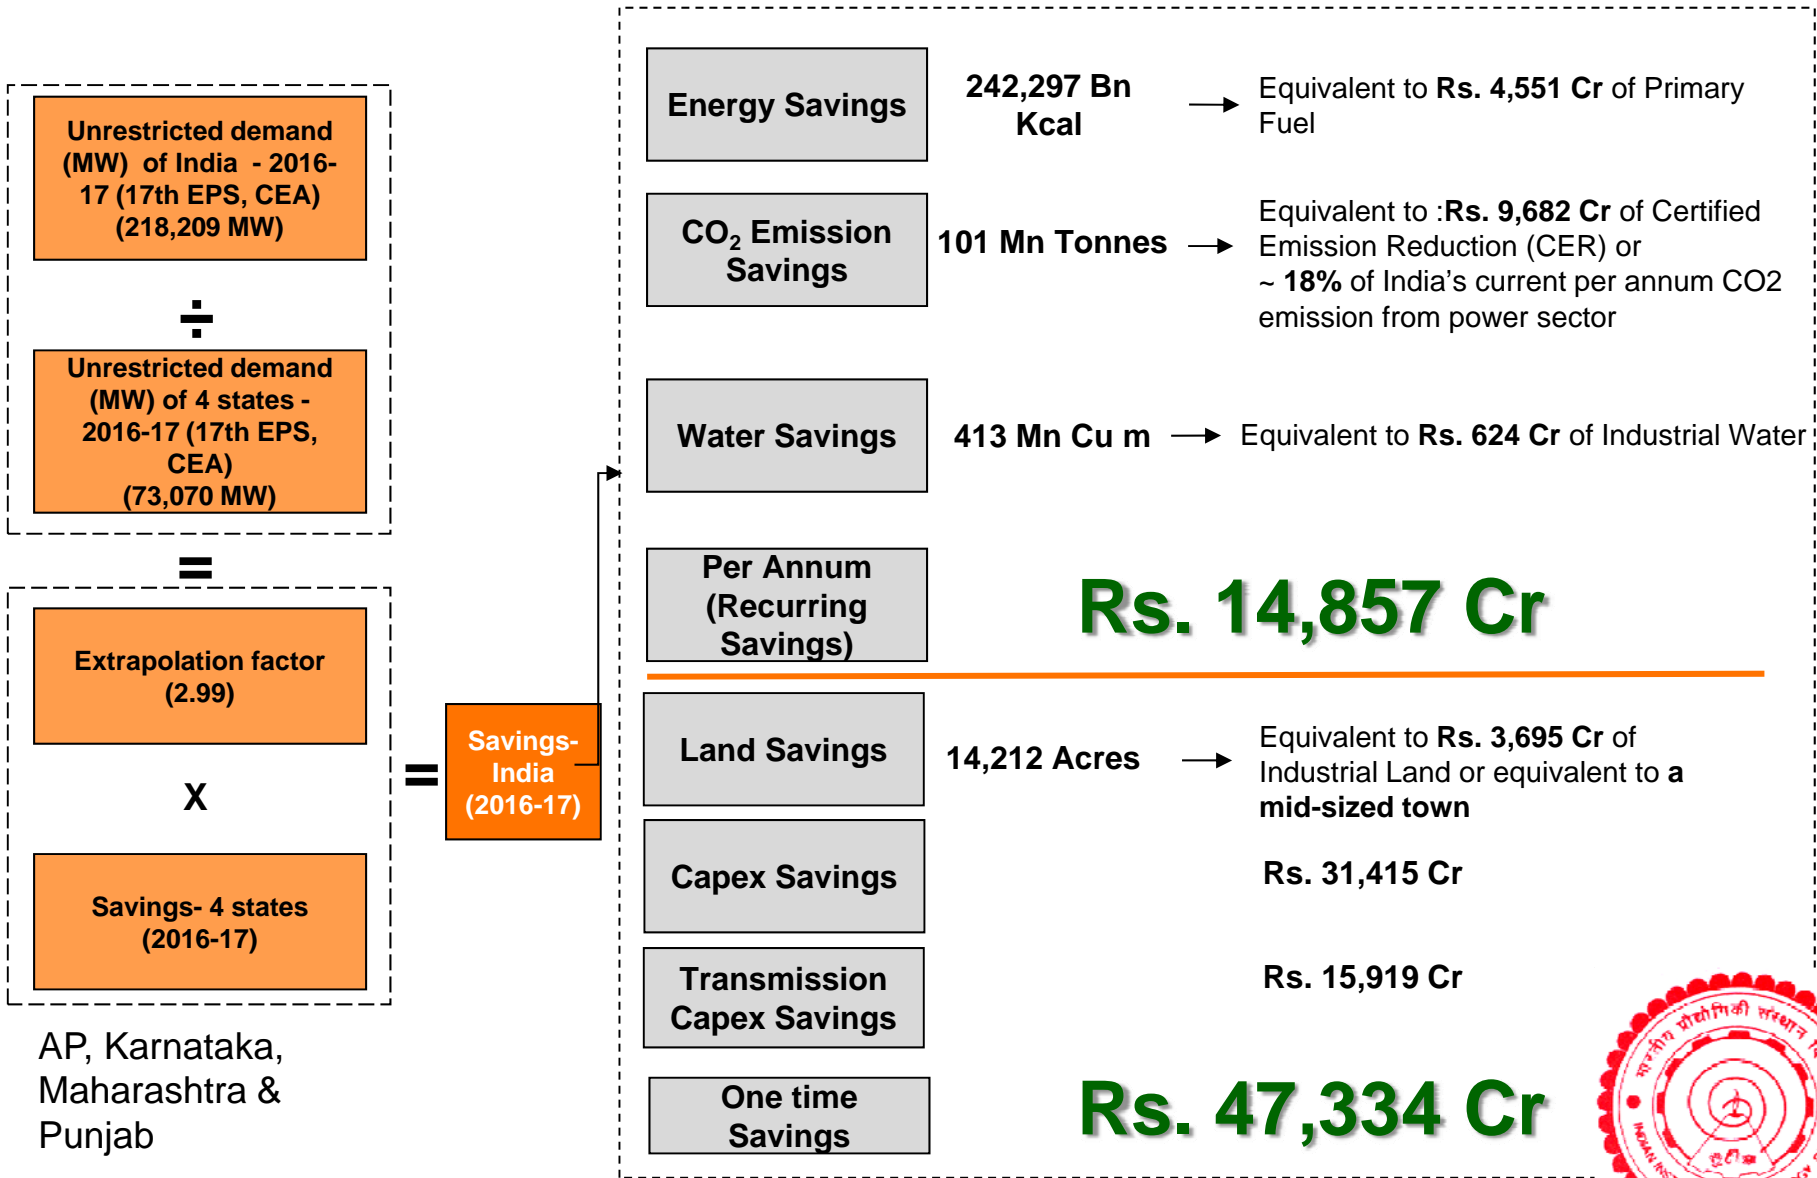 Unrestricted demand
(MW) of India - 2016-
17 (17th EPS, CEA)
(218,209 MW)
÷
Unrestricted demand
(MW) of 4 states -
2016-17 (17th EPS,
CEA)
(73,070 MW)
=
Extrapolation factor
(2.99)
X
Savings- 4 states
(2016-17)
AP, Karnataka,
Maharashtra &
Punjab
=
Savings-
India
(2016-17)
Energy Savings
242,297 Bn
Kcal
Equivalent to Rs. 4,551 Cr of Primary
Fuel
CO₂ Emission
Savings
101 Mn Tonnes
Equivalent to :Rs. 9,682 Cr of Certified
Emission Reduction (CER) or
~ 18% of India’s current per annum CO2
emission from power sector
Water Savings
413 Mn Cu m
Equivalent to Rs. 624 Cr of Industrial Water
Per Annum
(Recurring
Savings)
Rs. 14,857 Cr
Land Savings
14,212 Acres
Equivalent to Rs. 3,695 Cr of
Industrial Land or equivalent to a
mid-sized town
Capex Savings
Rs. 31,415 Cr
Transmission
Capex Savings
Rs. 15,919 Cr
One time
Savings
Rs. 47,334 Cr
भारतीय प्रौद्योगिकी संस्थान
INDIAN